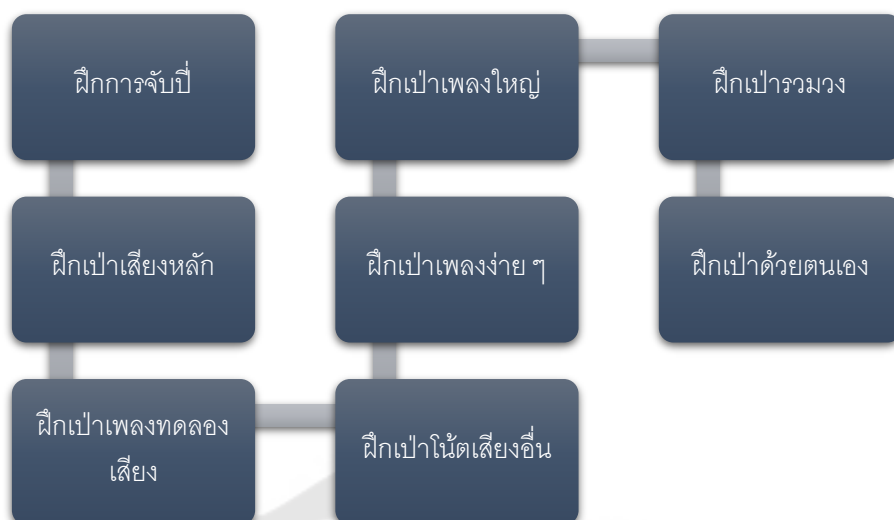 ฝึกการจับปี่
ฝึกเป่าเสียงหลัก
ฝึกเป่าเพลงทดลอง
เสียง
ฝึกเป่าโน้ตเสียงอื่น
ฝึกเป่าเพลงง่าย ๆ
ฝึกเป่าเพลงใหญ่
ฝึกเป่ารวมวง
ฝึกเป่าด้วยตนเอง